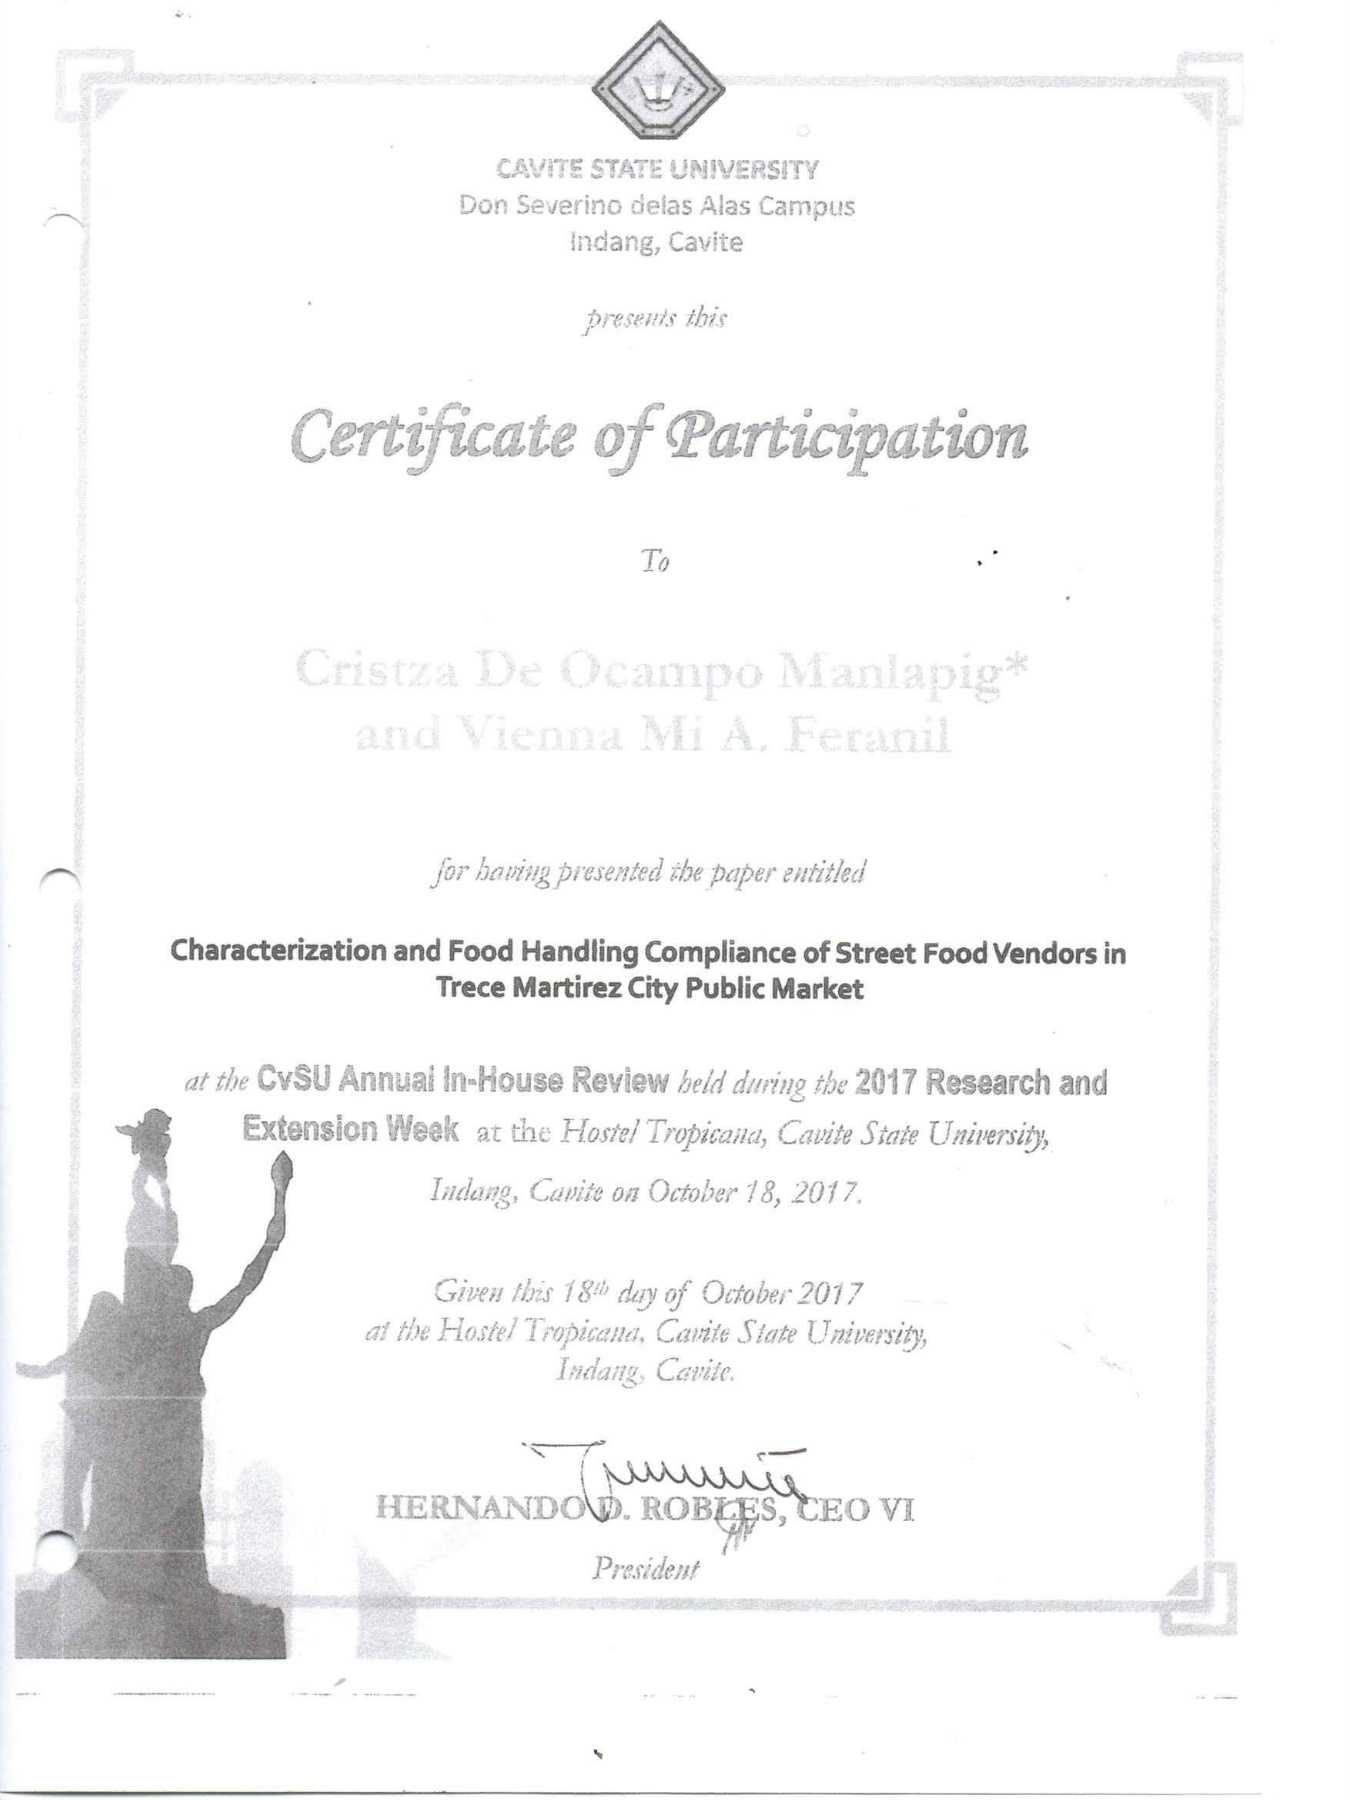 CAVITE STATE UNIVERSITY
Don Severino delas Alas Campus
Indang, Cavite
presents this
Certificate of Participation
To
Cristza De Ocampo Manlapig*
and Vienna Mi A. Feranil
for having presented the paper entitled
Characterization and Food Handling Compliance of Street Food Vendors in
Trece Martirez City Public Market
at the CvSU Annual In-House Review held during the 2017 Research and
Extension Week at the Hostel Tropicana, Cavite State University,
Indang, Cavite on October 18, 2017.
Given this 18th day of October 2017
at the Hostel Tropicana, Cavite State University,
Indang, Cavite.
HERNANDO D. ROBLES, CEO VI
President